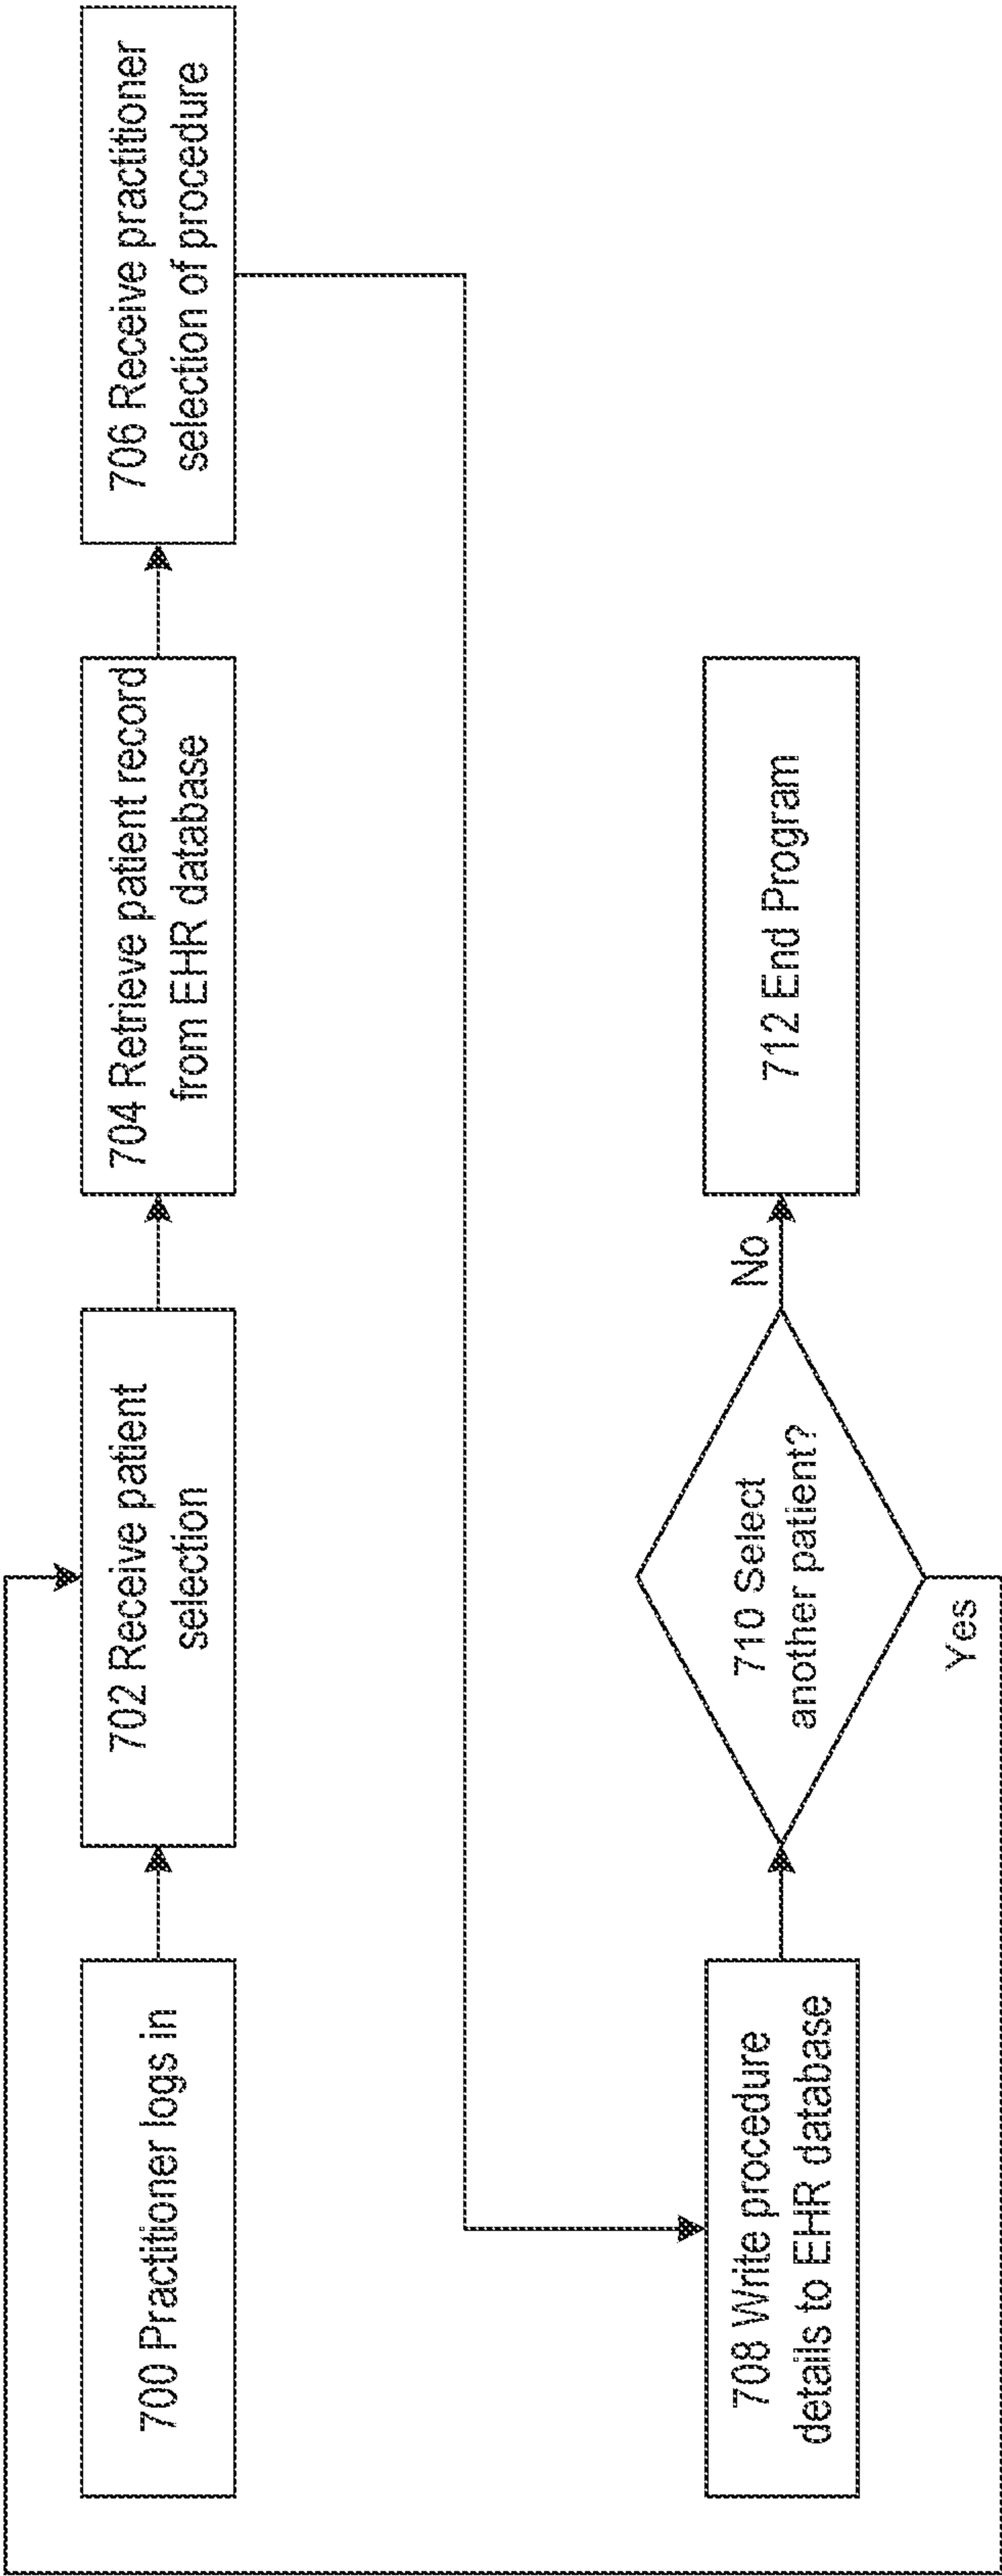 700 Practitioner logs in
702 Receive patient
selection
704 Retrieve patient record
from EHR database
706 Receive practitioner
selection of procedure
708 Write procedure
details to EHR database
710 Select
another patient?
No
Yes
712 End Program